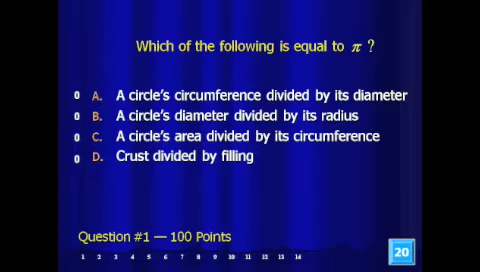 Which of the following is equal to π ?
0 A. A circle's circumference divided by its diameter
0 B. A circle's diameter divided by its radius
0 C. A circle's area divided by its circumference
0 D. Crust divided by filling
Question #1 — 100 Points
1 2 3 4 5 6 7 8 9 10 11 12 13 14
20